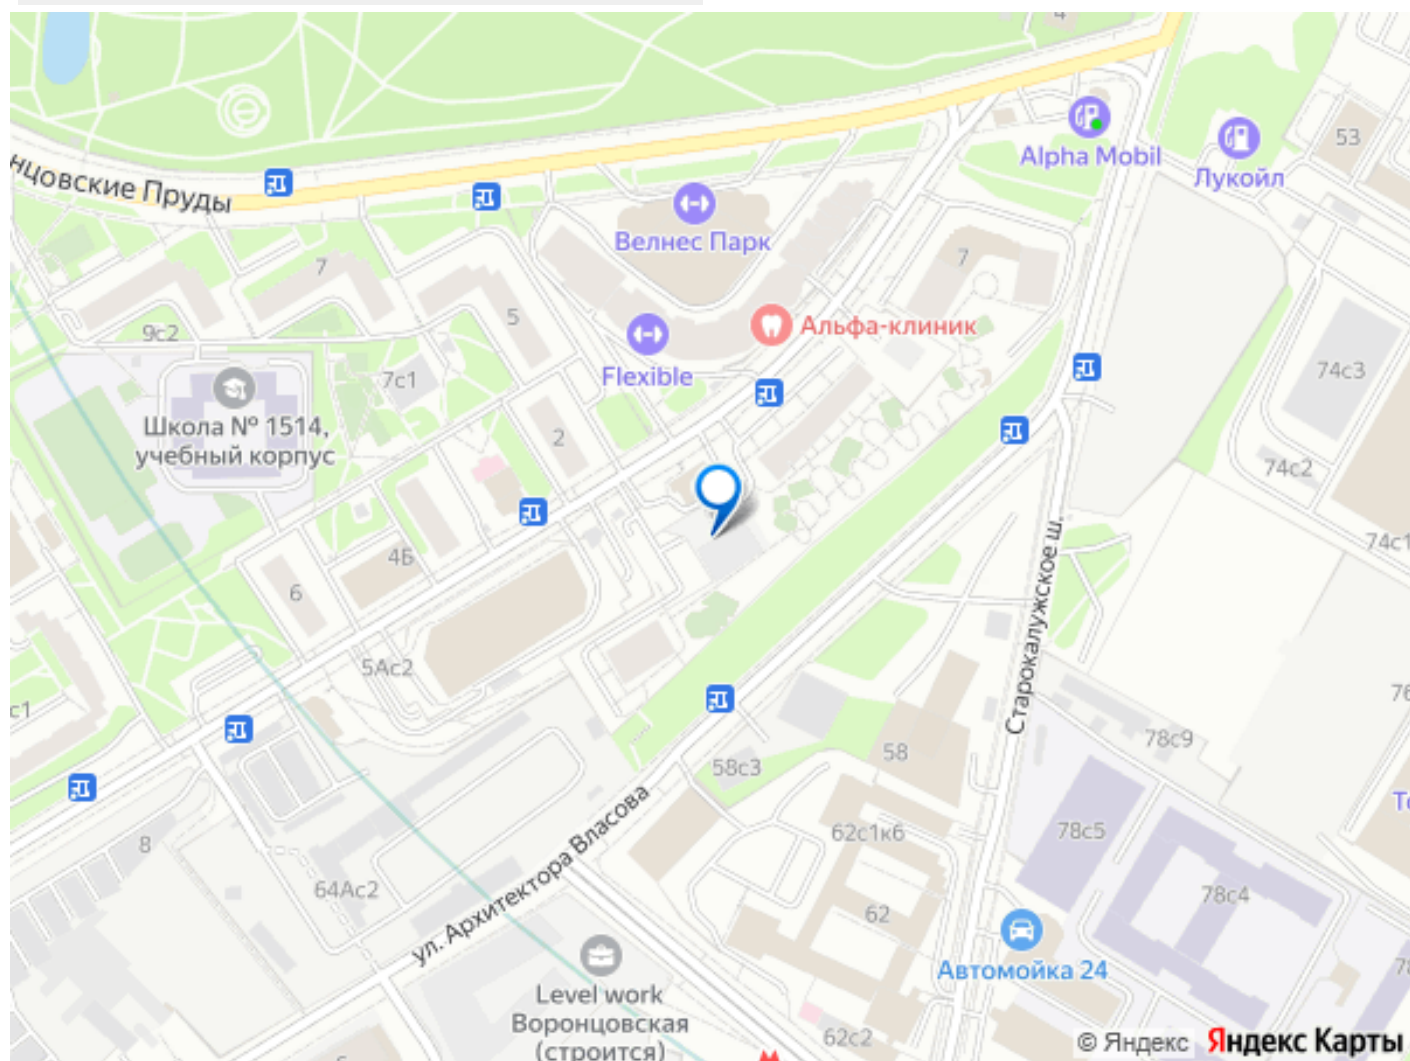 4
53
Alpha Mobil
Лукойл
нцовские Пруды
Велнес Парк
7
7
5
9с2
Альфа-клиник
Flexible
7с1
74с3
Школа № 1514,
учебный корпус
2
74с2
4Б
74с1
6
Старокалужское ш.
5Ас2
с1
76
58
78с9
58с3
8
ул. Архитектора Власова
62с1к6
78с5
64Ас2
62
78с4
Автомойка 24
Level work
Воронцовская
(строится)
62с2
© Яндекс Яндекс Карты